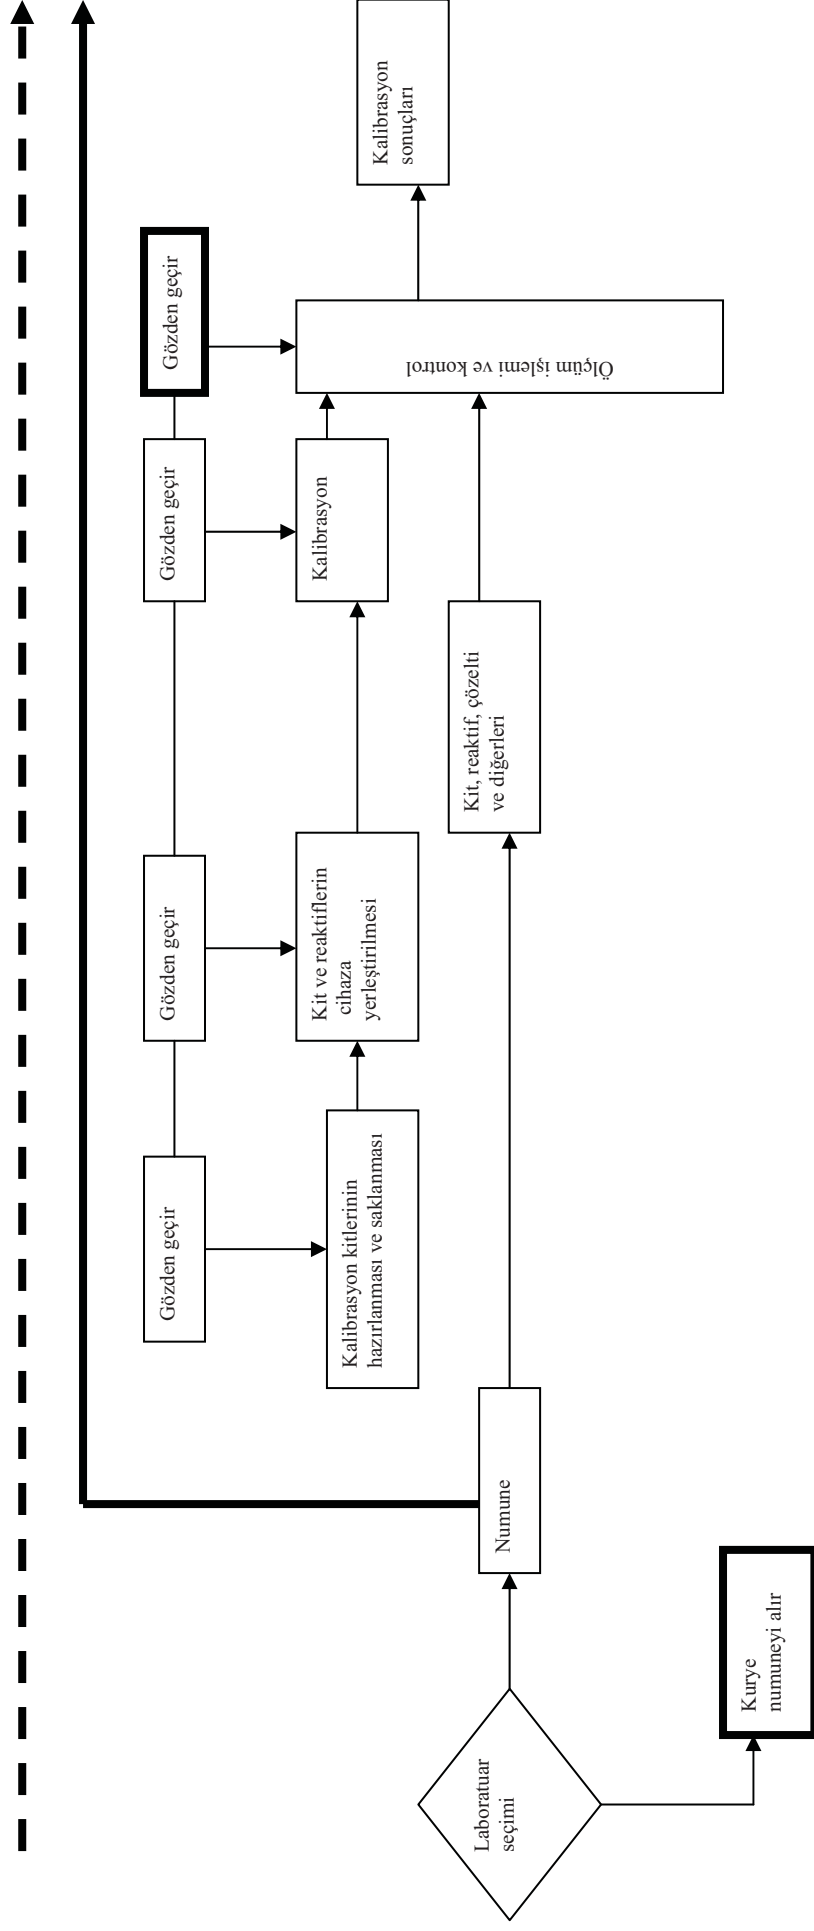 Gözden geçir
Gözden geçir
Gözden geçir
Gözden geçir
Kalibrasyon kitlerinin
hazırlanması ve saklanması
Kit ve reaktiflerin
cihaza
yerleştirilmesi
Kalibrasyon
Ölçüm işlemi ve kontrol
Kalibrasyon
sonuçları
Laboratuar
seçimi
Numune
Kit, reaktif, çözelti
ve diğerleri
Kurye
numuneyi alır